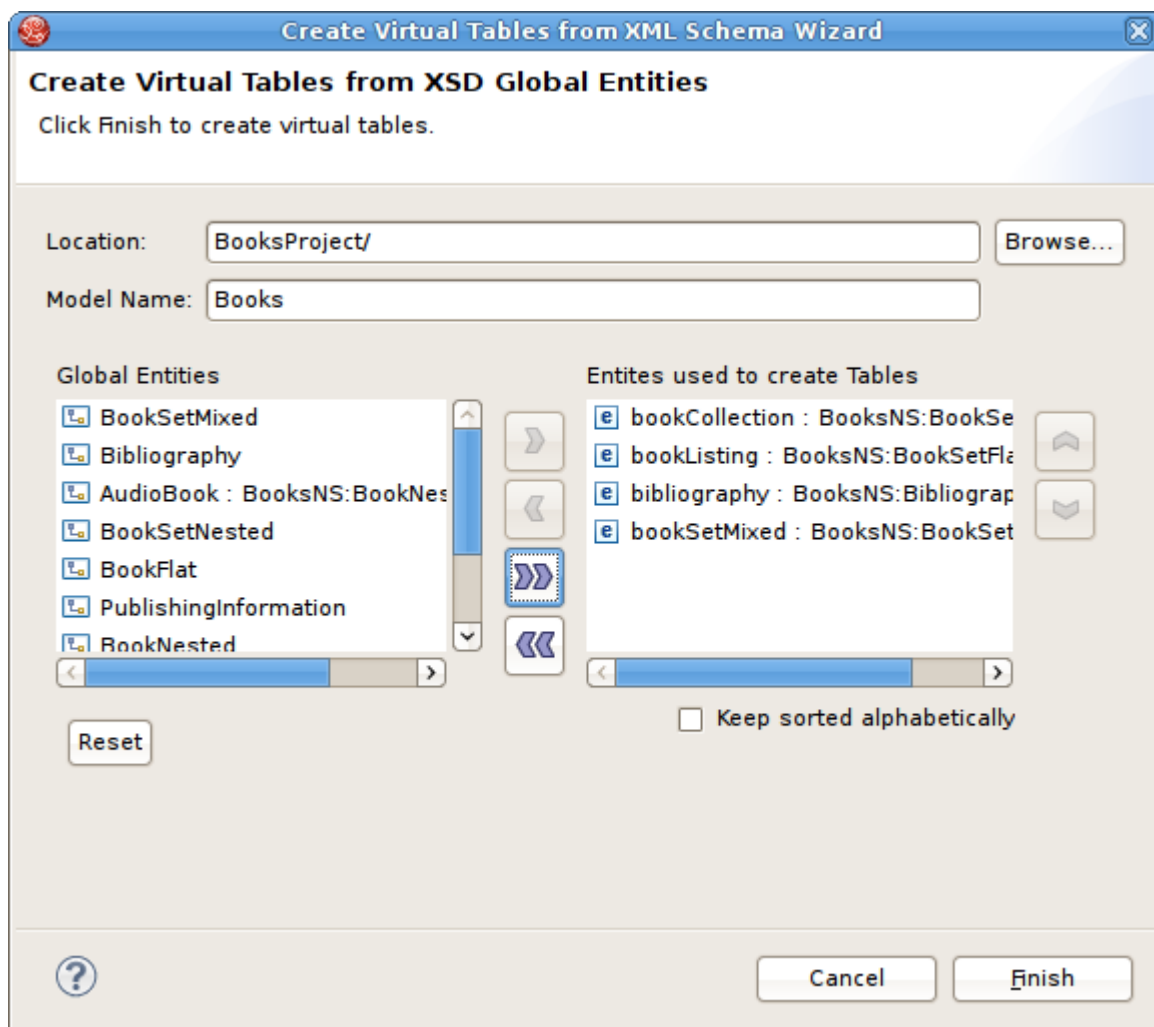 Create Virtual Tables from XML Schema Wizard
Create Virtual Tables from XSD Global Entities
Click Finish to create virtual tables.
Location: BooksProject/ Browse...
Model Name: Books
Global Entities
BookSetMixed
Bibliography
AudioBook : BooksNS:BookNes
BookSetNested
BookFlat
PublishingInformation
BookNested
Entites used to create Tables
bookCollection : BooksNS:BookSe
bookListing : BooksNS:BookSetFla
bibliography : BooksNS:Bibliograp
bookSetMixed : BooksNS:BookSet
Keep sorted alphabetically
Reset
? Cancel Finish